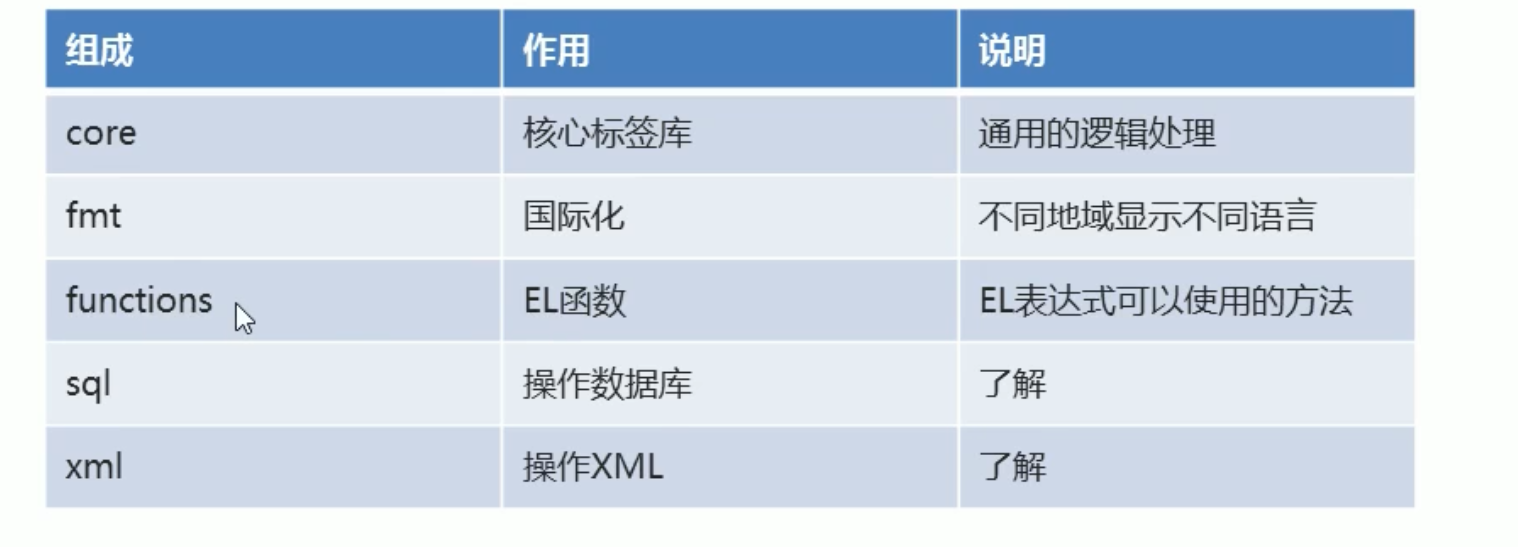 组成 作用 说明
core 核心标签库 通用的逻辑处理
fmt 国际化 不同地域显示不同语言
functions EL函数 EL表达式可以使用的方法
sql 操作数据库 了解
xml 操作XML 了解